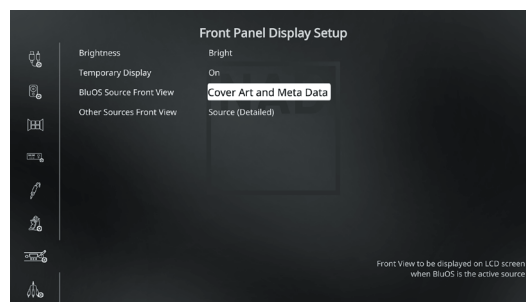 Front Panel Display Setup
Brightness Bright
Temporary Display On
BluOS Source Front View Cover Art and Meta Data
Other Sources Front View Source (Detailed)
NAD
Front View to be displayed on LCD screen
when BluOS is the active source